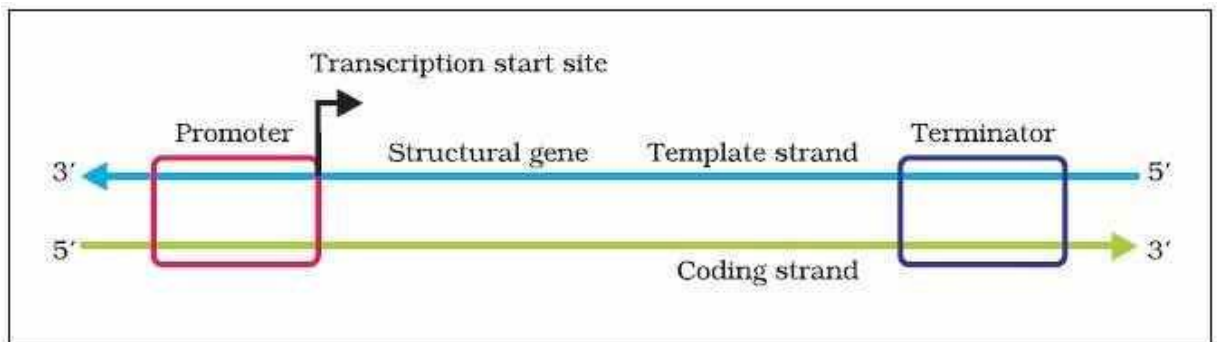 Transcription start site
Promoter
Terminator
Structural gene
Template strand
3′
5′
5′
3′
Coding strand